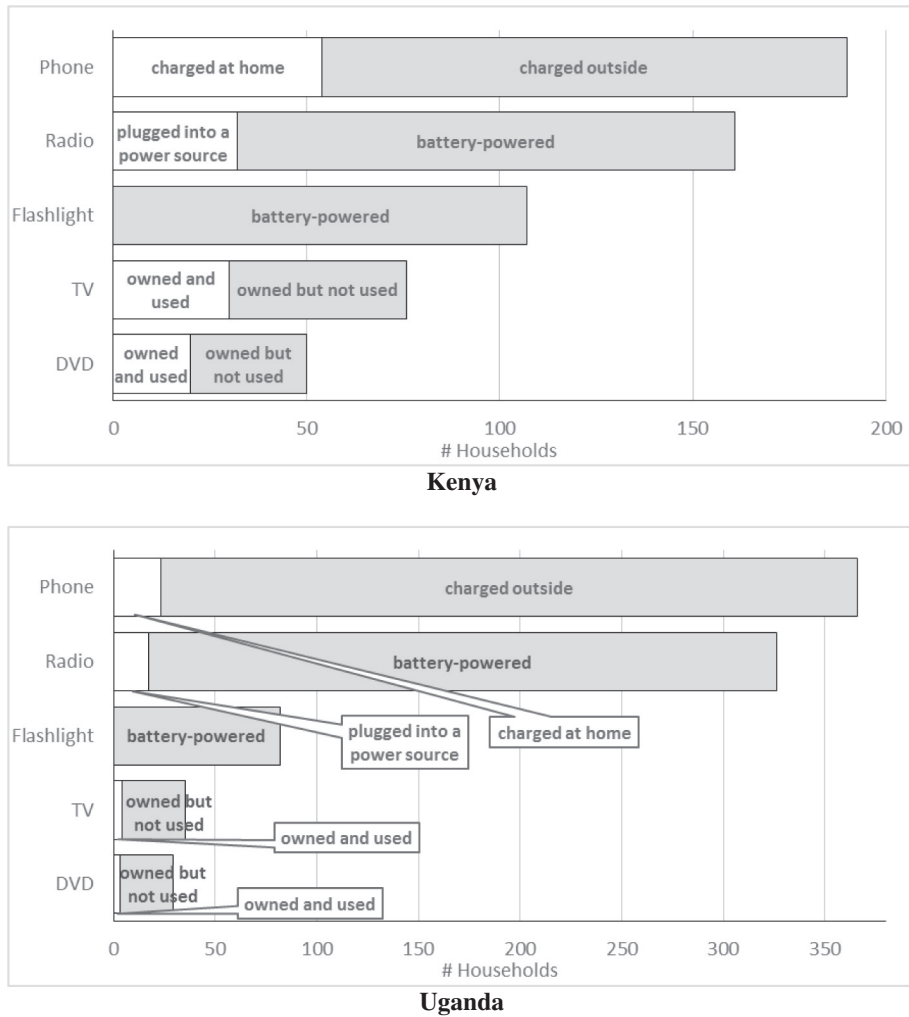 Phone
charged at home
charged outside
Radio
plugged into a
power source
battery-powered
Flashlight
battery-powered
TV
owned and
used
owned but not used
DVD
owned
and used
owned but
not used
0 50 100 150 200
# Households
Kenya
Phone
charged outside
Radio
battery-powered
Flashlight
battery-powered
plugged into a
power source
charged at home
TV
owned but
not used
owned and used
DVD
owned but
not used
owned and used
0 50 100 150 200 250 300 350
# Households
Uganda